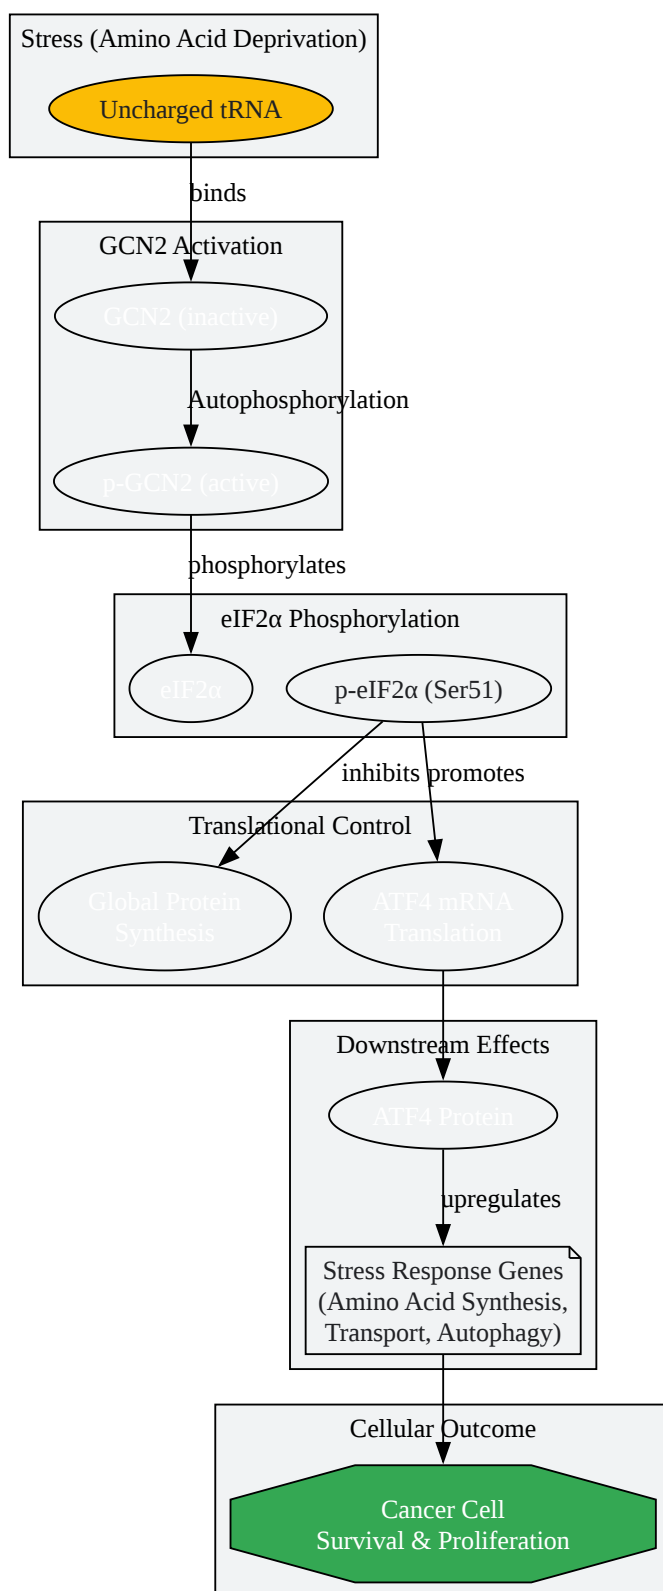 Stress (Amino Acid Deprivation)
Uncharged tRNA
binds
GCN2 Activation
GCN2 (inactive)
Autophosphorylation
p-GCN2 (active)
phosphorylates
eIF2α Phosphorylation
eIF2α
p-eIF2α (Ser51)
inhibits
promotes
Translational Control
Global Protein
Synthesis
ATF4 mRNA
Translation
Downstream Effects
ATF4 Protein
upregulates
Stress Response Genes
(Amino Acid Synthesis,
Transport, Autophagy)
Cellular Outcome
Cancer Cell
Survival & Proliferation